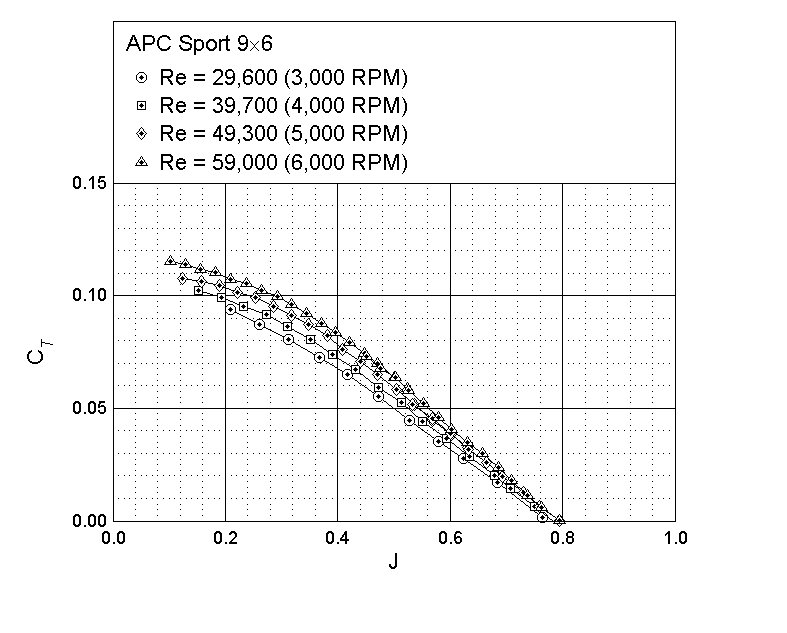 APC Sport 9×6
Re = 29,600 (3,000 RPM)
Re = 39,700 (4,000 RPM)
Re = 49,300 (5,000 RPM)
Re = 59,000 (6,000 RPM)
0.15
0.10
C_T
0.05
0.00
0.0 0.2 0.4 0.6 0.8 1.0
J